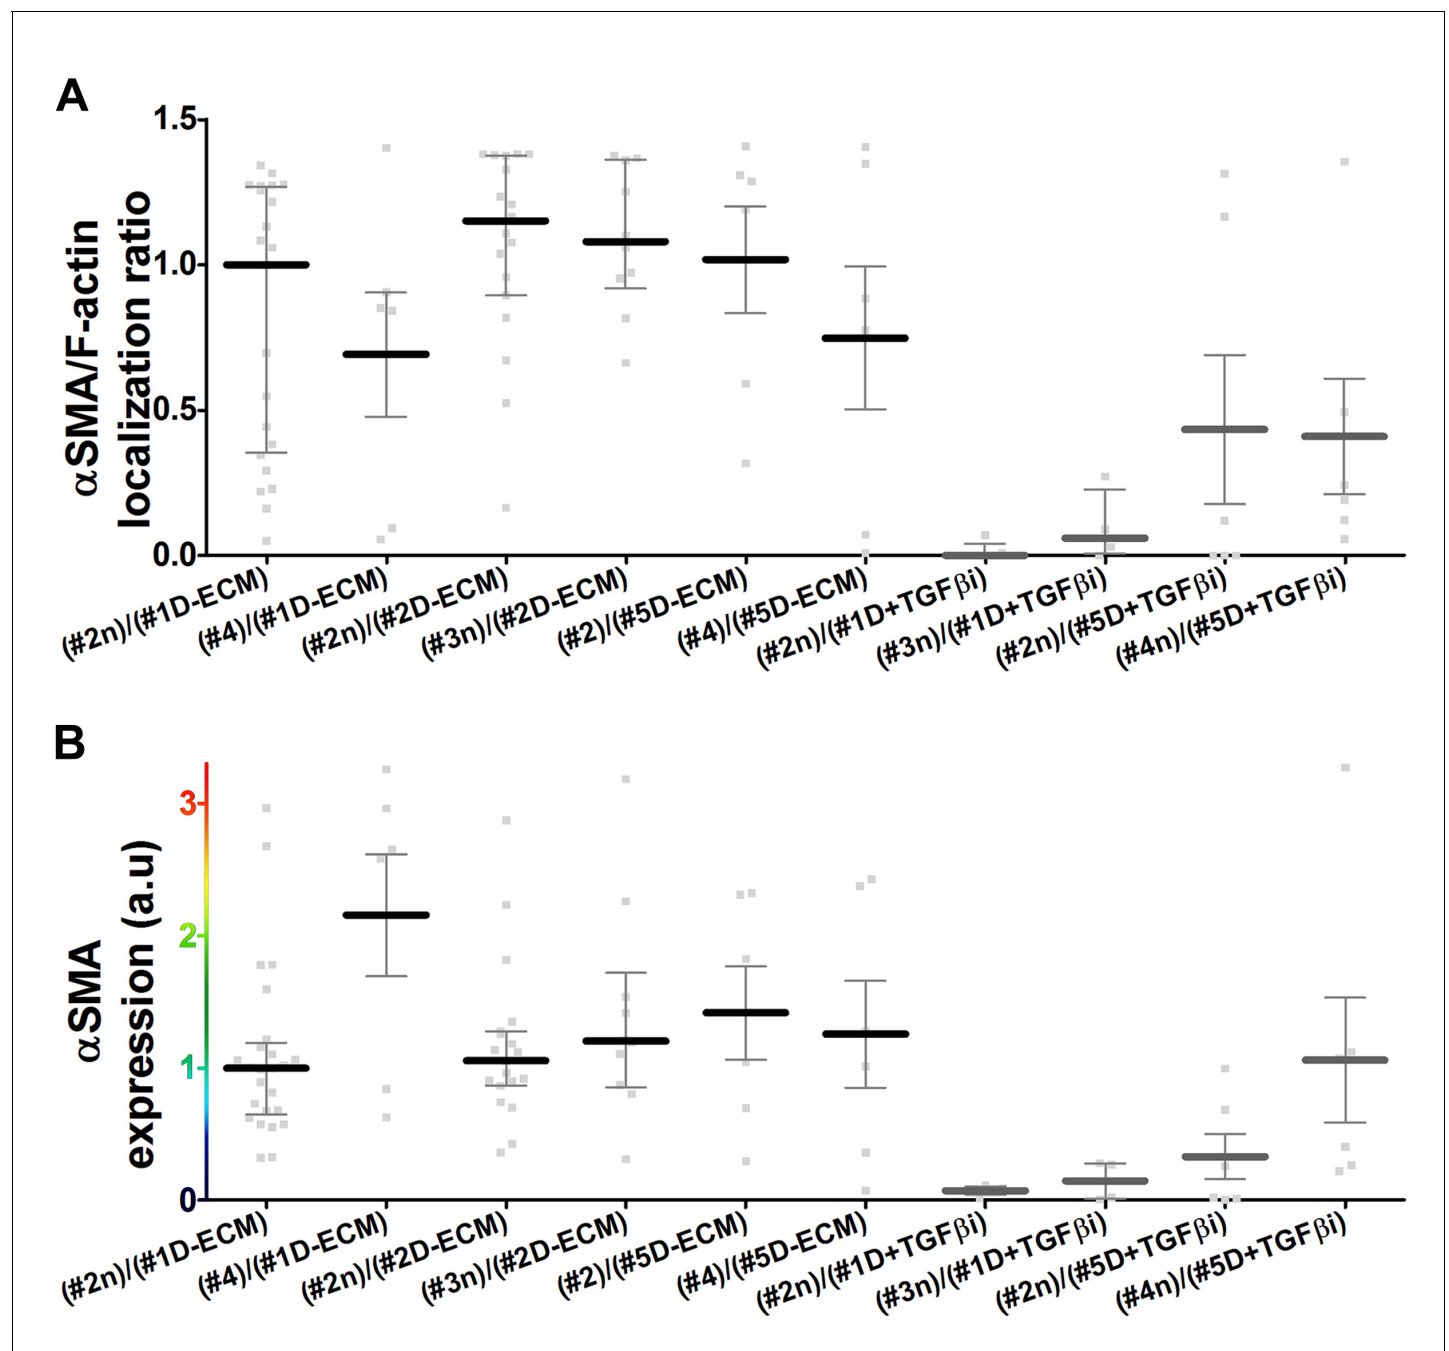 A
αSMA/F-actin
localization ratio
1.5
1.0
0.5
0.0
(#2n)/(#1D-ECM)
(#4)/(#1D-ECM)
(#2n)/(#2D-ECM)
(#3n)/(#2D-ECM)
(#2)/(#5D-ECM)
(#4)/(#5D-ECM)
(#2n)/(#1D+TGFβi)
(#3n)/(#1D+TGFβi)
(#2n)/(#5D+TGFβi)
(#4n)/(#5D+TGFβi)
B
αSMA
expression (a.u)
3
2
1
0
(#2n)/(#1D-ECM)
(#4)/(#1D-ECM)
(#2n)/(#2D-ECM)
(#3n)/(#2D-ECM)
(#2)/(#5D-ECM)
(#4)/(#5D-ECM)
(#2n)/(#1D+TGFβi)
(#3n)/(#1D+TGFβi)
(#2n)/(#5D+TGFβi)
(#4n)/(#5D+TGFβi)